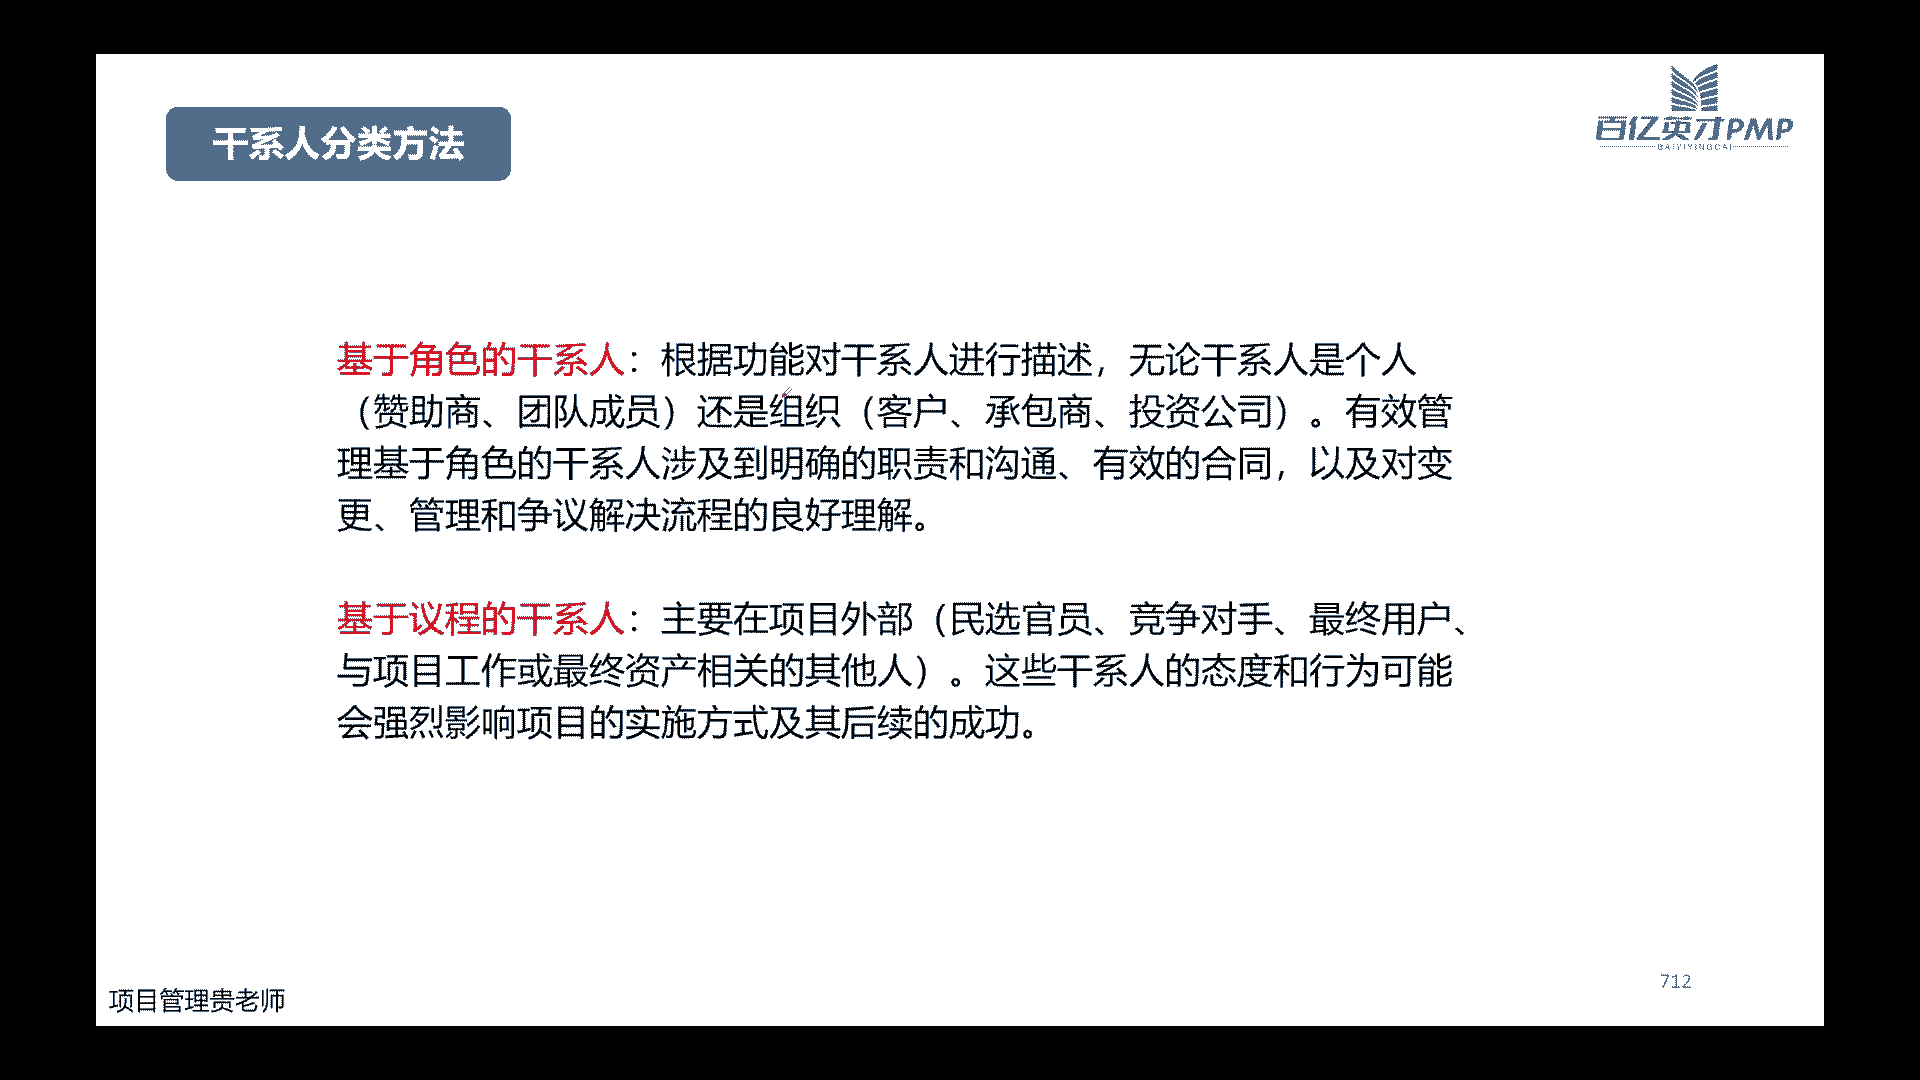 干系人分类方法
百亿英才PMP
BAIYIYINGCAI
基于角色的干系人：根据功能对干系人进行描述，无论干系人是个人
（赞助商、团队成员）还是组织（客户、承包商、投资公司）。有效管
理基于角色的干系人涉及到明确的职责和沟通、有效的合同，以及对变
更、管理和争议解决流程的良好理解。
基于议程的干系人：主要在项目外部（民选官员、竞争对手、最终用户、
与项目工作或最终资产相关的其他人）。这些干系人的态度和行为可能
会强烈影响项目的实施方式及其后续的成功。
712
项目管理贵老师